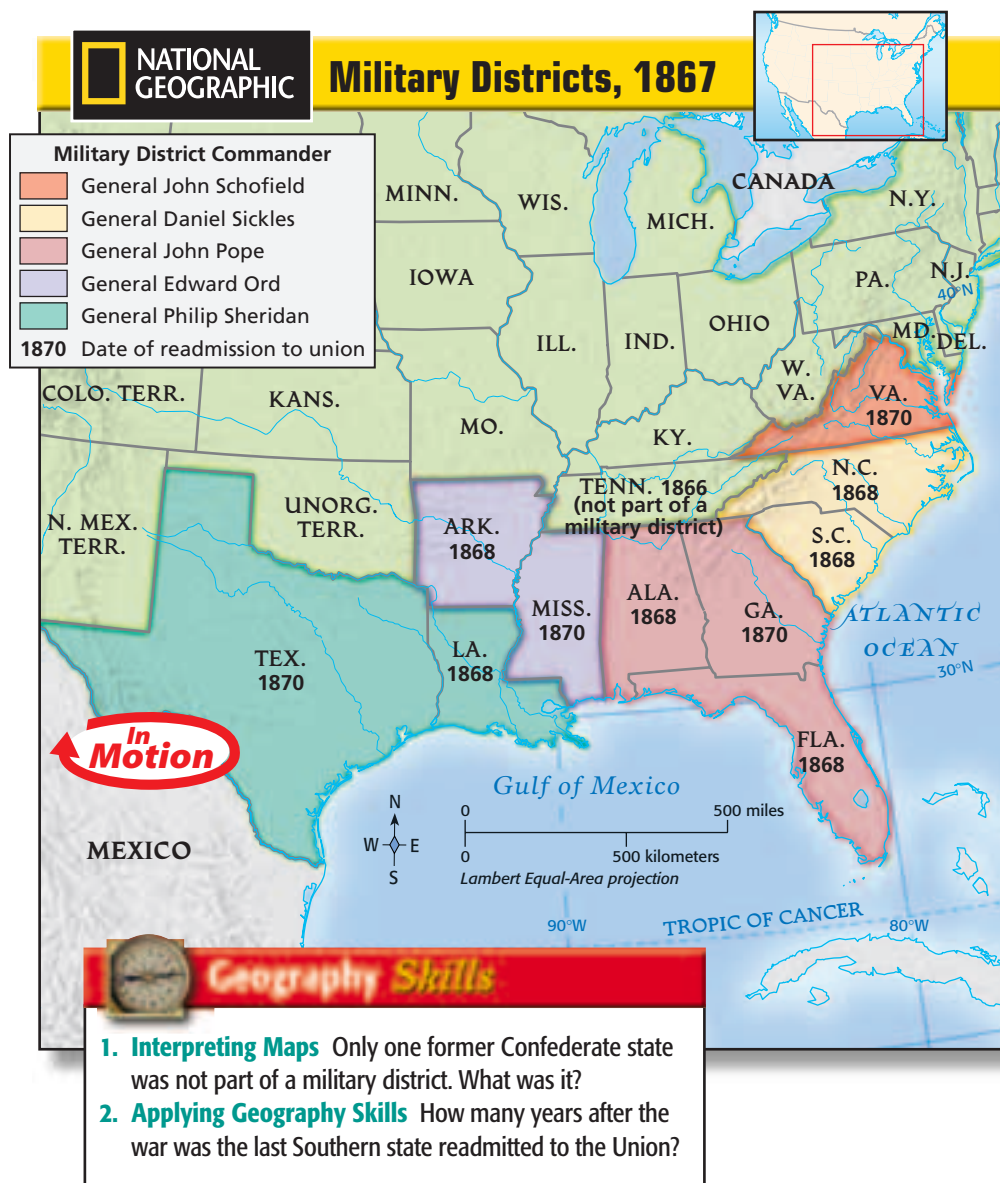 NATIONAL
GEOGRAPHIC
Military Districts, 1867
Military District Commander
General John Schofield
General Daniel Sickles
General John Pope
General Edward Ord
General Philip Sheridan
1870 Date of readmission to union
MINN.
WIS.
MICH.
CANADA
N.Y.
IOWA
ILL.
IND.
OHIO
PA.
N.J.
40°N
MD.
DEL.
W.
VA.
VA.
1870
COLO. TERR.
KANS.
MO.
KY.
N. MEX.
TERR.
UNORG.
TERR.
TENN. 1866
(not part of a
military district)
N.C.
1868
S.C.
1868
ARK.
1868
MISS.
1870
ALA.
1868
GA.
1870
ATLANTIC
OCEAN
30°N
TEX.
1870
LA.
1868
FLA.
1868
In
Motion
Gulf of Mexico
MEXICO
N
W E
S
0 500 miles
0 500 kilometers
Lambert Equal-Area projection
90°W
TROPIC OF CANCER
80°W
Geography Skills
1. Interpreting Maps Only one former Confederate state
was not part of a military district. What was it?
2. Applying Geography Skills How many years after the
war was the last Southern state readmitted to the Union?